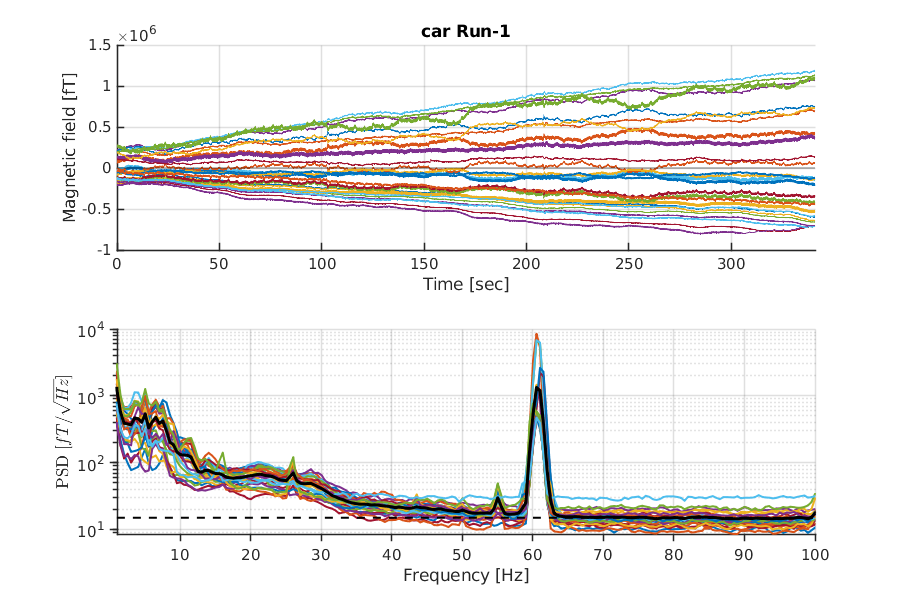 car Run-1
×10^6
1.5
1
0.5
0
-0.5
-1
Magnetic field [fT]
0 50 100 150 200 250 300
Time [sec]
10^4
10^3
10^2
10^1
PSD [fT/√Hz]
10 20 30 40 50 60 70 80 90 100
Frequency [Hz]